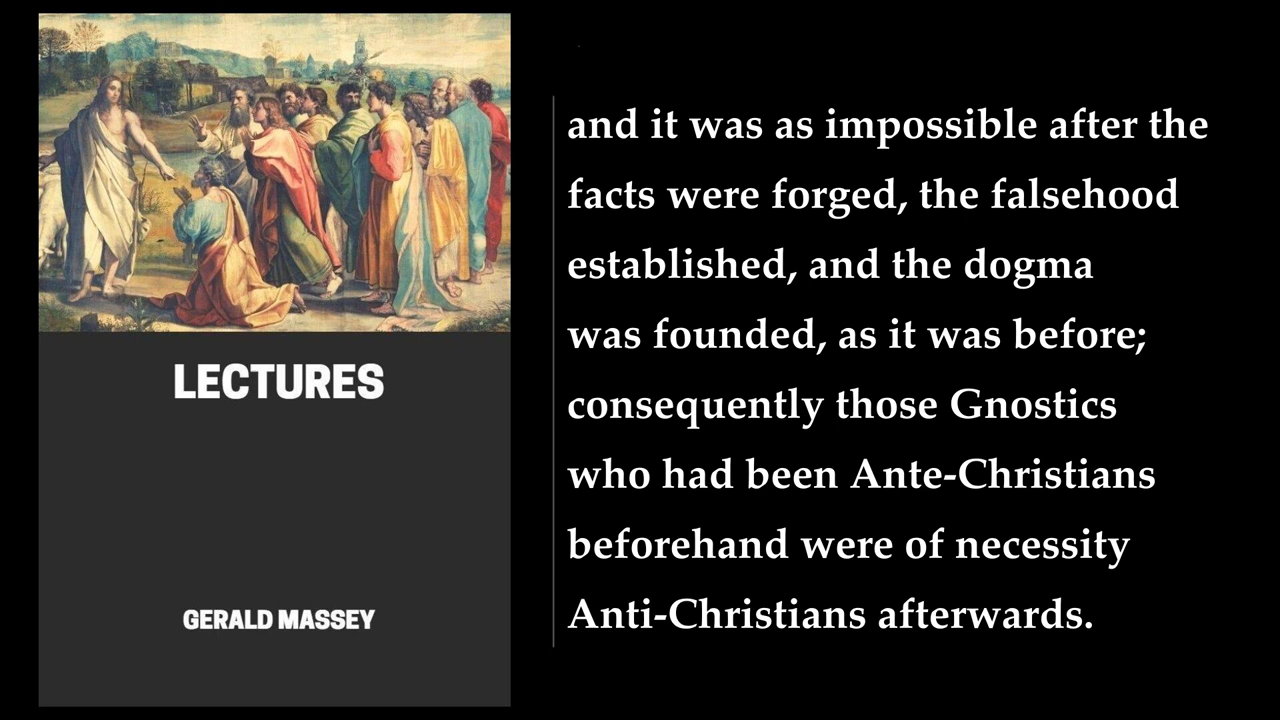 LECTURES
GERALD MASSEY
and it was as impossible after the
facts were forged, the falsehood
established, and the dogma
was founded, as it was before;
consequently those Gnostics
who had been Ante-Christians
beforehand were of necessity
Anti-Christians afterwards.